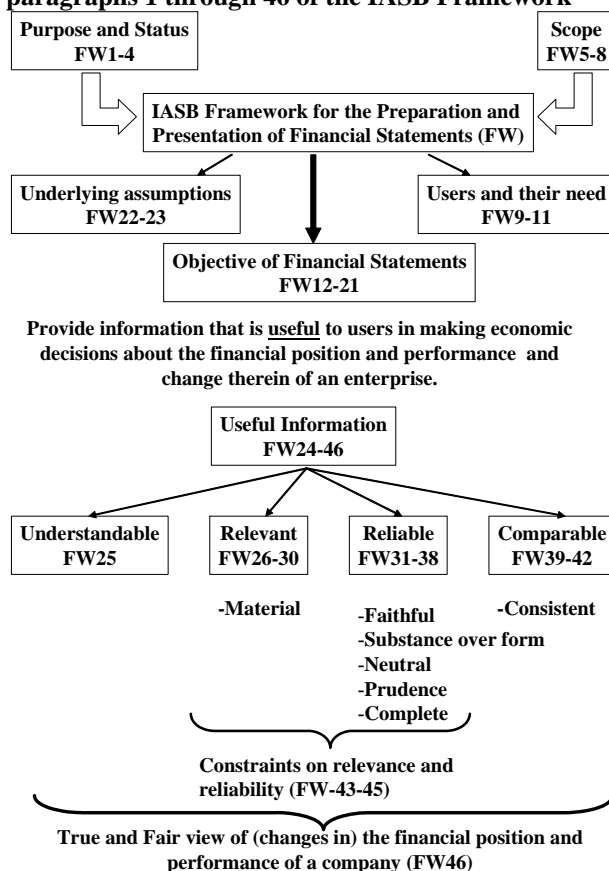 paragraphs 1 through 46 of the IASB Framework
Purpose and Status
FW1-4
Scope
FW5-8
IASB Framework for the Preparation and
Presentation of Financial Statements (FW)
Underlying assumptions
FW22-23
Users and their need
FW9-11
Objective of Financial Statements
FW12-21
Provide information that is useful to users in making economic
decisions about the financial position and performance and
change therein of an enterprise.
Useful Information
FW24-46
Understandable
FW25
Relevant
FW26-30
Reliable
FW31-38
Comparable
FW39-42
-Material
-Faithful
-Substance over form
-Neutral
-Prudence
-Complete
-Consistent
Constraints on relevance and
reliability (FW-43-45)
True and Fair view of (changes in) the financial position and
performance of a company (FW46)